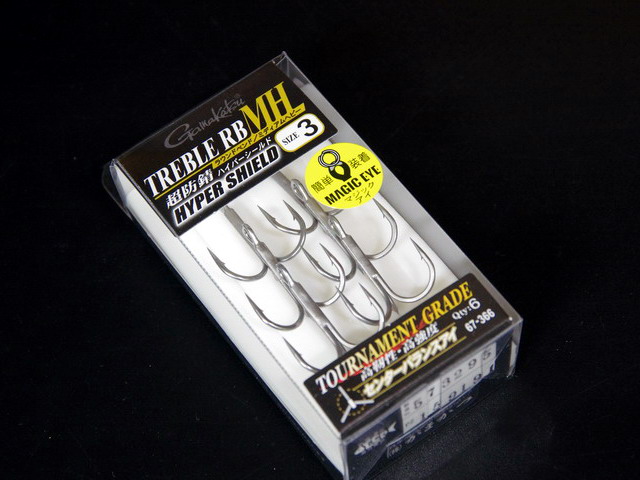 Gamakatsu
TREBLE RB MH
ラウンドベンド/ミディアムヘビー
SIZE 3
超防錆 ハイパーシールド
HYPER SHIELD
簡単 装着
MAGIC EYE
マジックアイ
TOURNAMENT GRADE
高靭性・高強度
Qty:6
センターバランスアイ
67-366
573295